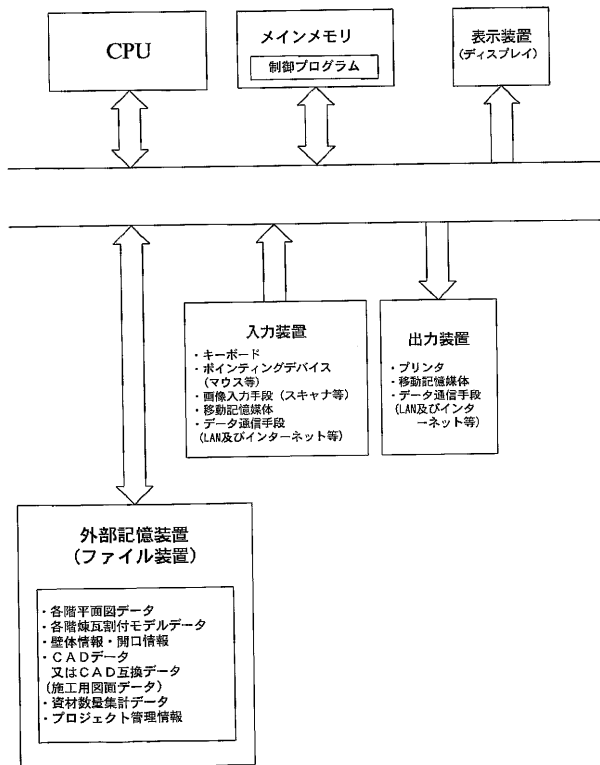 CPU
メインメモリ
制御プログラム
表示装置
(ディスプレイ)
入力装置
・キーボード
・ポインティングデバイス
(マウス等)
・画像入力手段（スキャナ等）
・移動記憶媒体
・データ通信手段
(LAN及びインターネット等)
出力装置
・プリンタ
・移動記憶媒体
・データ通信手段
(LAN及びインタ
ーネット等)
外部記憶装置
(ファイル装置)
・各階平面図データ
・各階煉瓦割付モデルデータ
・壁体情報・開口情報
・ＣＡＤデータ
又はＣＡＤ互換データ
(施工用図面データ)
・資材数量集計データ
・プロジェクト管理情報